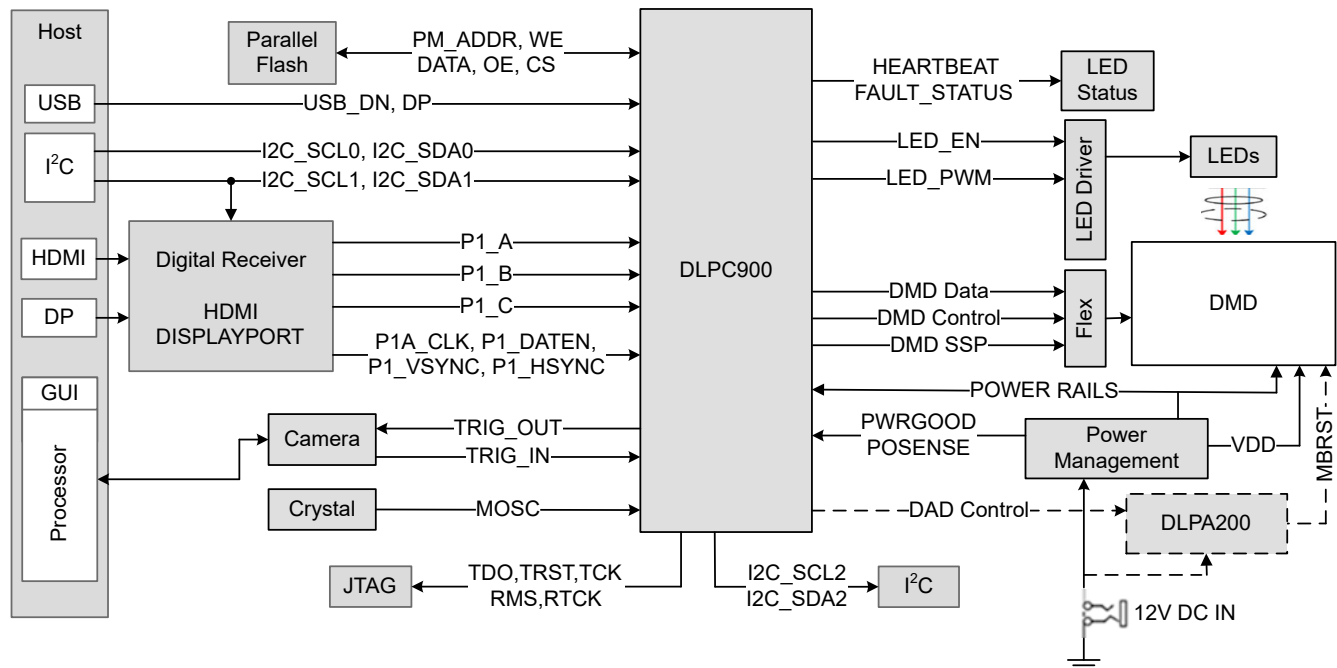 Host
USB
I²C
HDMI
DP
GUI
Processor
Parallel
Flash
PM_ADDR, WE
DATA, OE, CS
USB_DN, DP
I2C_SCL0, I2C_SDA0
I2C_SCL1, I2C_SDA1
Digital Receiver
HDMI
DISPLAYPORT
P1_A
P1_B
P1_C
P1A_CLK, P1_DATEN,
P1_VSYNC, P1_HSYNC
Camera
TRIG_OUT
TRIG_IN
Crystal
MOSC
JTAG
TDO,TRST,TCK
RMS,RTCK
DLPC900
I2C_SCL2
I2C_SDA2
I²C
HEARTBEAT
FAULT_STATUS
LED
Status
LED_EN
LED_PWM
LED Driver
LEDs
DMD Data
DMD Control
DMD SSP
Flex
DMD
POWER RAILS
PWRGOOD
POSENSE
Power
Management
VDD
MBRST
DAD Control
DLPA200
12V DC IN